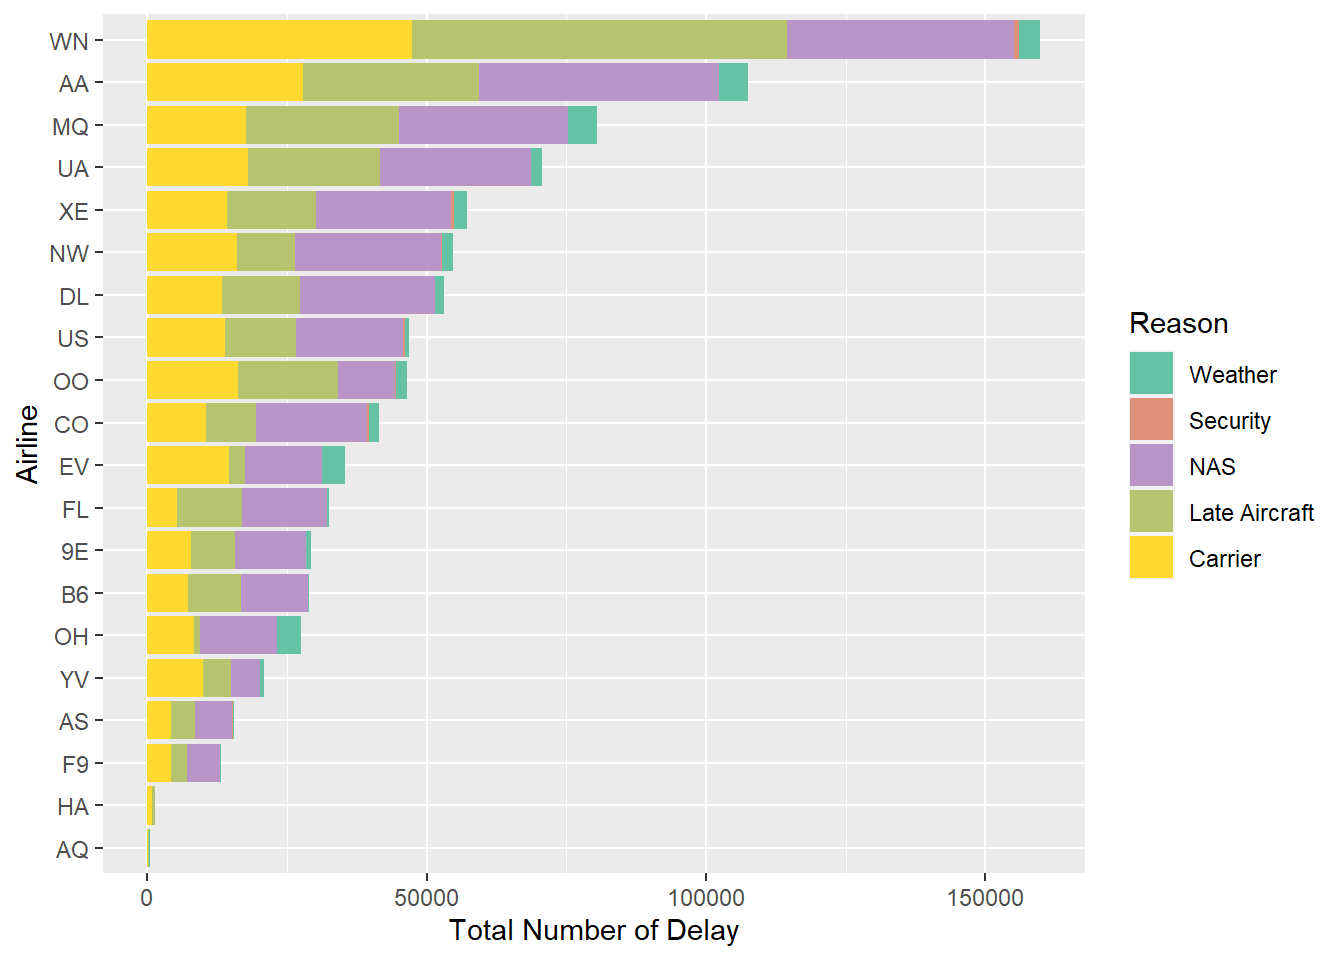 WN
AA
MQ
UA
XE
NW
DL
US
OO
CO
EV
FL
9E
B6
OH
YV
AS
F9
HA
AQ
Airline
0 50000 100000 150000
Total Number of Delay
Reason
Weather
Security
NAS
Late Aircraft
Carrier